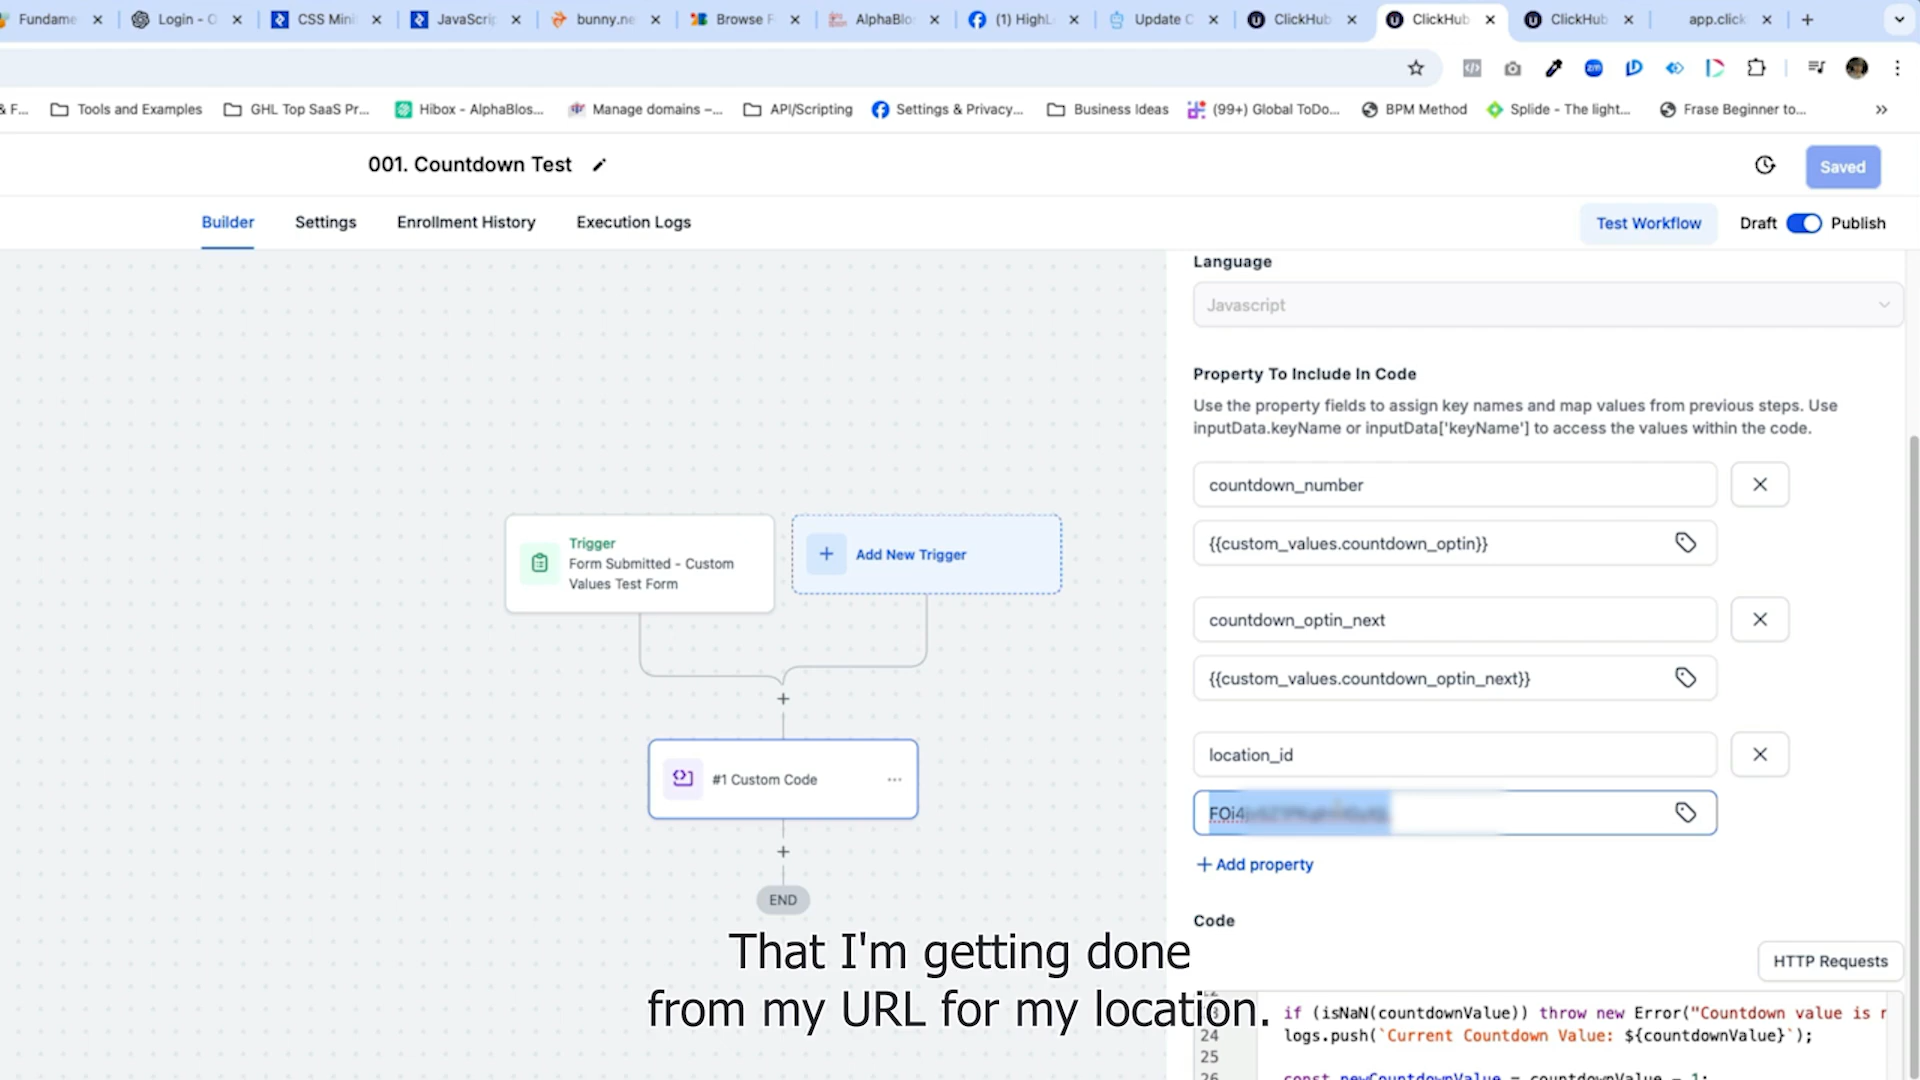 Fundame
Login - O
CSS Mini
JavaScrip
bunny.ne
Browse F
AlphaBlo
(1) HighL
Update C
ClickHub
ClickHub
ClickHub
app.click
& F...
Tools and Examples
GHL Top SaaS Pr...
Hibox - AlphaBlos...
Manage domains –...
API/Scripting
Settings & Privacy...
Business Ideas
(99+) Global ToDo...
BPM Method
Splide - The light...
Frase Beginner to...
001. Countdown Test
Saved
Builder
Settings
Enrollment History
Execution Logs
Test Workflow
Draft
Publish
Language
Javascript
Property To Include In Code
Use the property fields to assign key names and map values from previous steps. Use
inputData.keyName or inputData['keyName'] to access the values within the code.
countdown_number
{{custom_values.countdown_optin}}
countdown_optin_next
{{custom_values.countdown_optin_next}}
location_id
FOi4
+ Add property
Code
HTTP Requests
Trigger
Form Submitted - Custom
Values Test Form
Add New Trigger
#1 Custom Code
END
if (isNaN(countdownValue)) throw new Error("Countdown value is
24 logs.push(`Current Countdown Value: ${countdownValue}`);
25
26 const newCountdownValue = countdownValue - 1;
That I'm getting done
from my URL for my location.